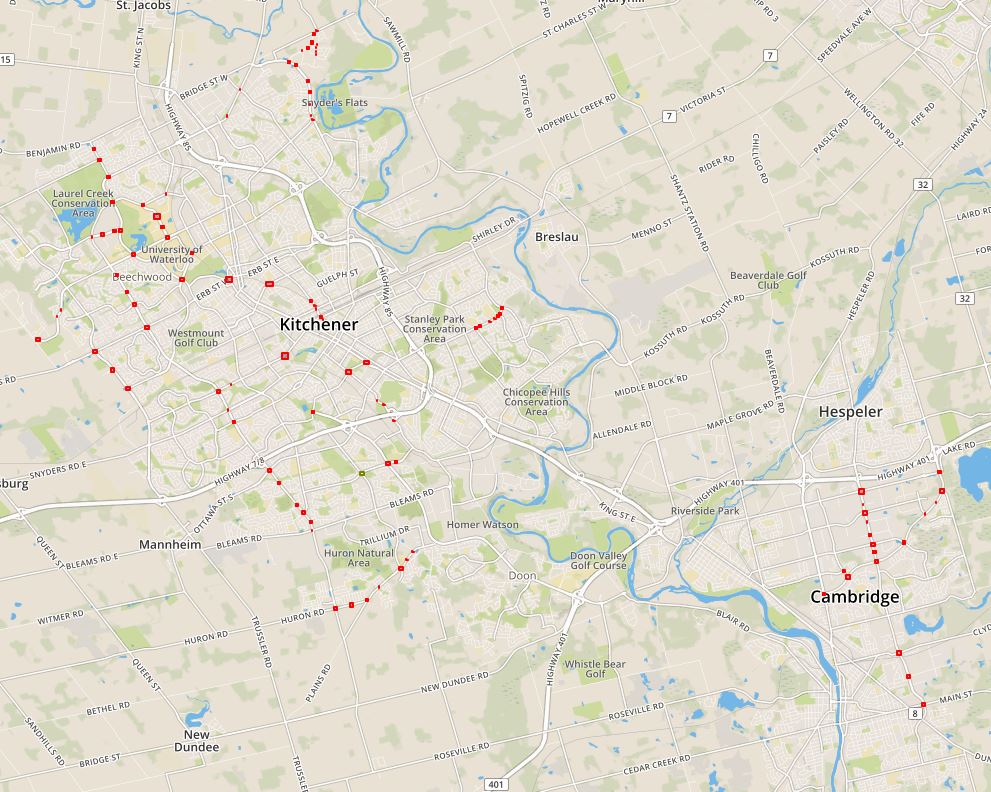 St. Jacobs
KING ST N
SAWMILL RD
ST CHARLES ST W
RD
SPEEDVALE AVE W
15
7
BRIDGE ST W
HIGHWAY 85
Snyder's Flats
SPITZIG RD
HOPEWELL CREEK RD
VICTORIA ST
7
WELLINGTON RD 32
FIFE RD
HIGHWAY 24
PAISLEY RD
CHILLIGO RD
BENJAMIN RD
RIDER RD
32
Laurel Creek
Conservation
Area
SHANTZ STATION RD
LAIRD RD
SHIRLEY DR
Breslau
MENNO ST
University of
Waterloo
Beechwood
ERB ST E
ERB ST W
GUELPH ST
HIGHWAY 85
KOSSUTH RD
Beaverdale Golf
Club
HESPELER RD
32
KOSSUTH RD
KOSSUTH RD
Kitchener
Stanley Park
Conservation
Area
Westmount
Golf Club
BEAVERDALE RD
MIDDLE BLOCK RD
Chicopee Hills
Conservation
Area
Hespeler
MAPLE GROVE RD
ALLENDALE RD
S RD
SNYDERS RD E
HIGHWAY 7/8
HIGHWAY 401
LAKE RD
sburg
OTTAWA ST S
BLEAMS RD
HIGHWAY 401
KING ST E
Riverside Park
Homer Watson
TRILLIUM DR
Mannheim
BLEAMS RD
BLEAMS RD E
QUEEN ST
Huron Natural
Area
Doon Valley
Golf Course
Doon
Cambridge
WITMER RD
HURON RD
HURON RD
BLAIR RD
CLYD
TRUSSLER RD
HIGHWAY 401
QUEEN ST
PLAINS RD
NEW DUNDEE RD
Whistle Bear
Golf
MAIN ST
8
BETHEL RD
ROSEVILLE RD
SANDHILLS RD
New
Dundee
BRIDGE ST
ROSEVILLE RD
TRUSSLER
CEDAR CREEK RD
DUN
401